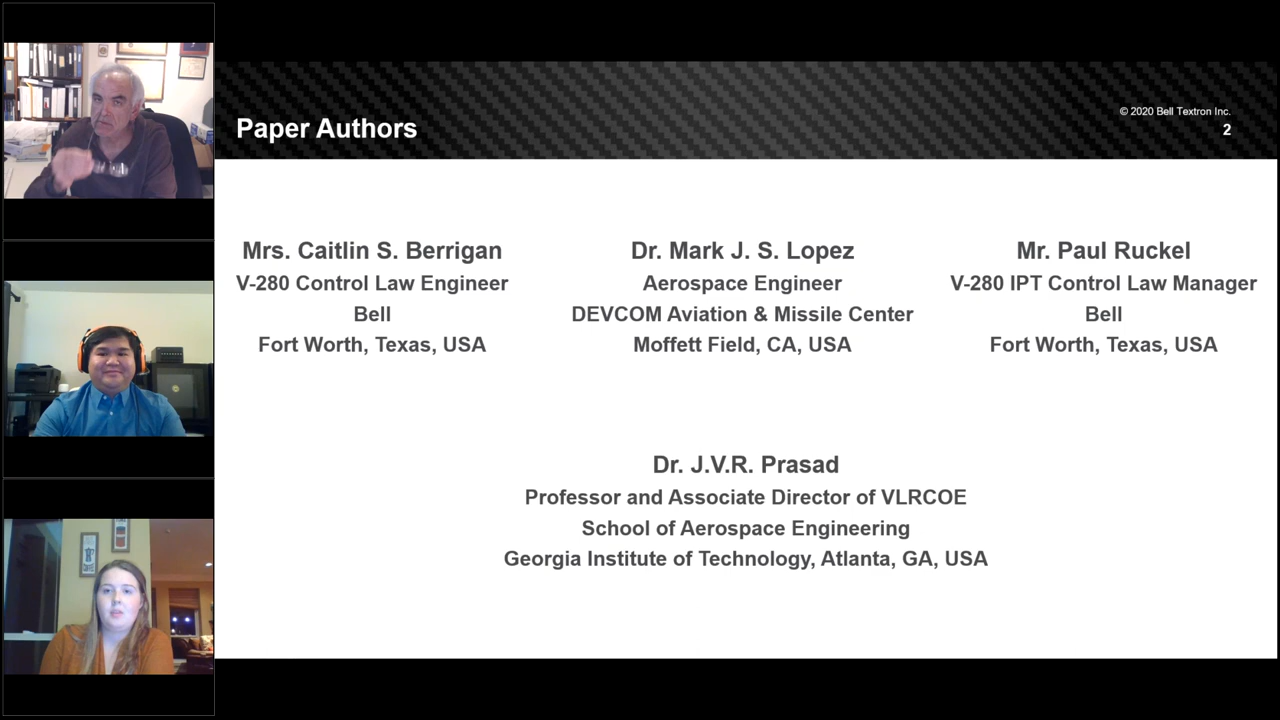 Paper Authors
© 2020 Bell Textron Inc.
2
Mrs. Caitlin S. Berrigan
V-280 Control Law Engineer
Bell
Fort Worth, Texas, USA
Dr. Mark J. S. Lopez
Aerospace Engineer
DEVCOM Aviation & Missile Center
Moffett Field, CA, USA
Mr. Paul Ruckel
V-280 IPT Control Law Manager
Bell
Fort Worth, Texas, USA
Dr. J.V.R. Prasad
Professor and Associate Director of VLRCOE
School of Aerospace Engineering
Georgia Institute of Technology, Atlanta, GA, USA